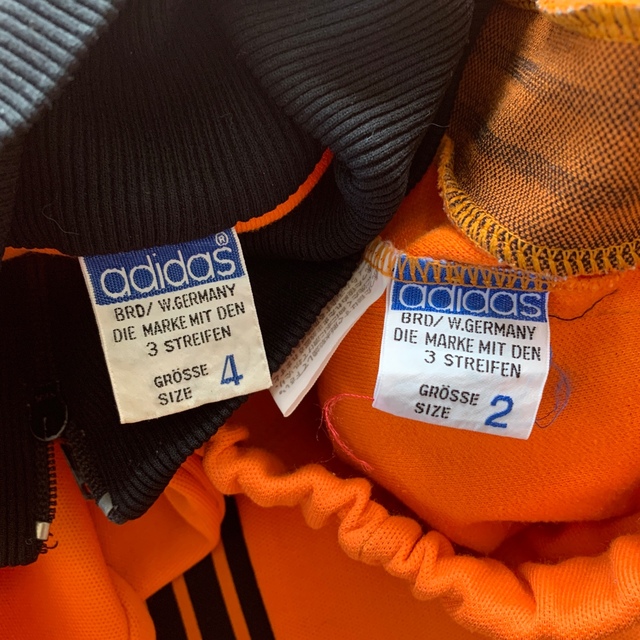 adidas®
BRD/ W.GERMANY
DIE MARKE MIT DEN
3 STREIFEN
GRÖSSE
SIZE 4
adidas
BRD/ W.GERMANY
DIE MARKE MIT DEN
3 STREIFEN
GRÖSSE
SIZE 2